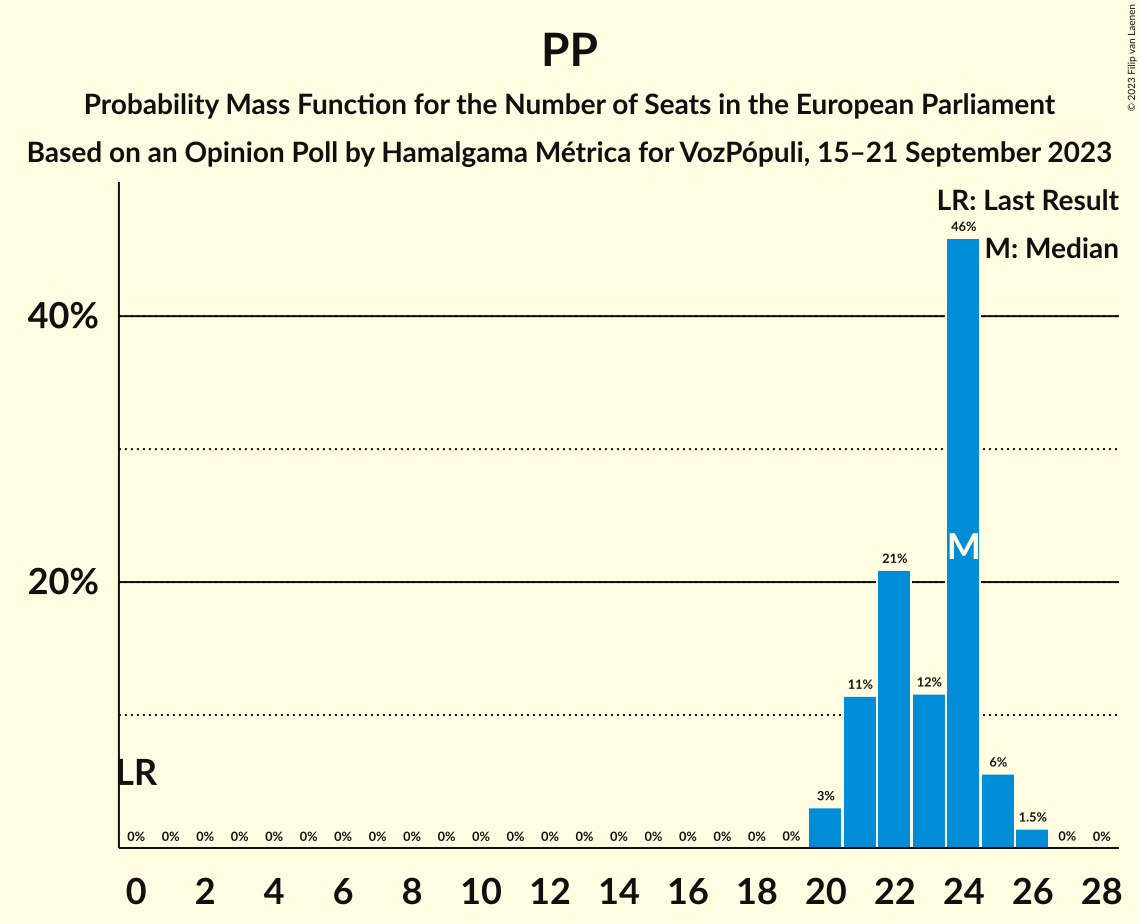 PP
Probability Mass Function for the Number of Seats in the European Parliament
Based on an Opinion Poll by Hamalgama Métrica for VozPópuli, 15–21 September 2023
© 2023 Filip van Laenen
LR: Last Result
M: Median
46%
40%
M
21%
20%
11%
12%
LR
3%
6%
1.5%
0% 0% 0% 0% 0% 0% 0% 0% 0% 0% 0% 0% 0% 0% 0% 0% 0% 0% 0% 0% 0% 0%
0 2 4 6 8 10 12 14 16 18 20 22 24 26 28